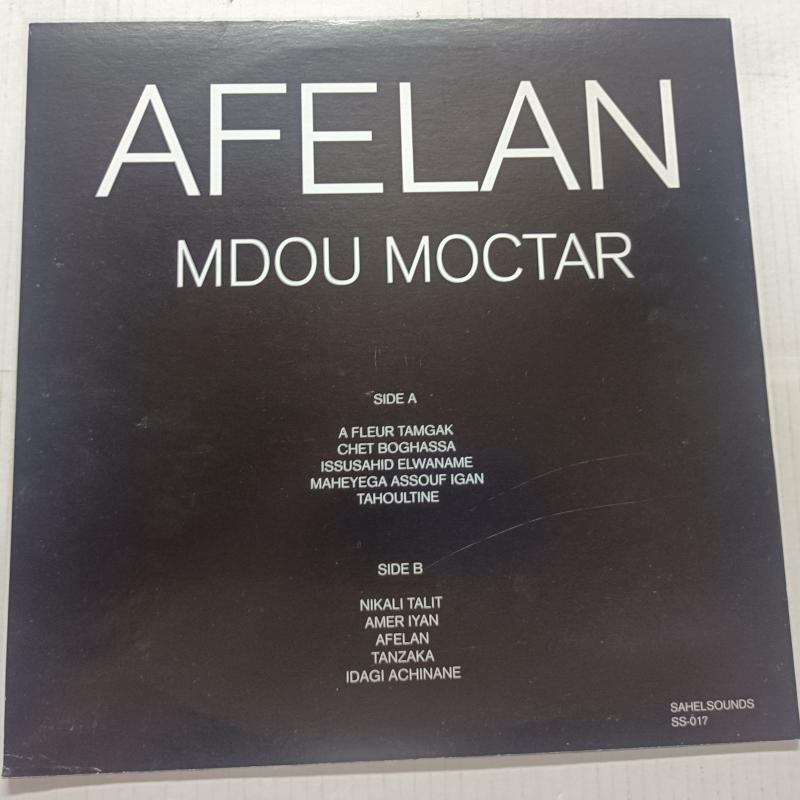 AFELAN
MDOU MOCTAR
SIDE A
A FLEUR TAMGAK
CHET BOGHASSA
ISSUSAHID ELWANAME
MAHEYEGA ASSOUF IGAN
TAHOULTINE
SIDE B
NIKALI TALIT
AMER IYAN
AFELAN
TANZAKA
IDAGI ACHINANE
SAHELSOUNDS
SS-017